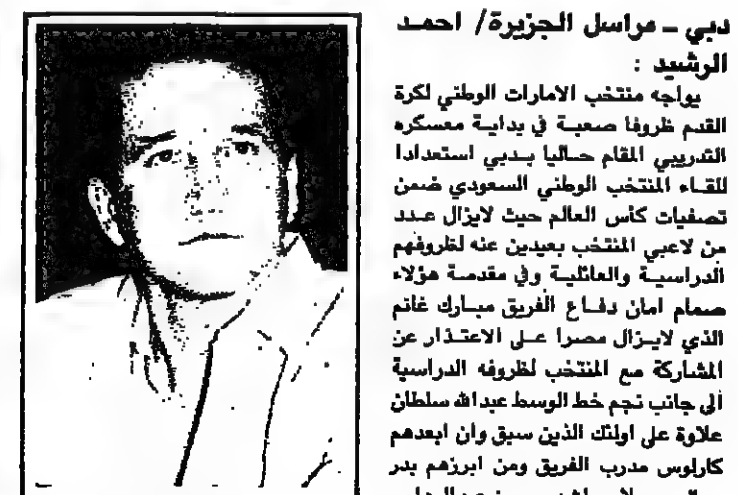 دبي - مراسل الجزيرة/ احمد
الرشيد :
يواجه منتخب الامارات الوطني لكرة
القدم ظروفا صعبة في بداية معسكره
التدريبي المقام حاليا بدبي استعدادا
للقاء المنتخب الوطني السعودي ضمن
تصفيات كأس العالم حيث لايزال عدد
من لاعبي المنتخب بعيدين عنه لظروفهم
الدراسية والعائلية وفي مقدمة هؤلاء
صمام امان دفاع الفريق مبارك غانم
الذي لايزال مصرا على الاعتذار عن
المشاركة مع المنتخب لظروفه الدراسية
الى جانب نجم خط الوسط عبدالله سلطان
علاوة على اولئك الذين سبق وان ابعدهم
كارلوس مدرب الفريق ومن ابرزهم بدر